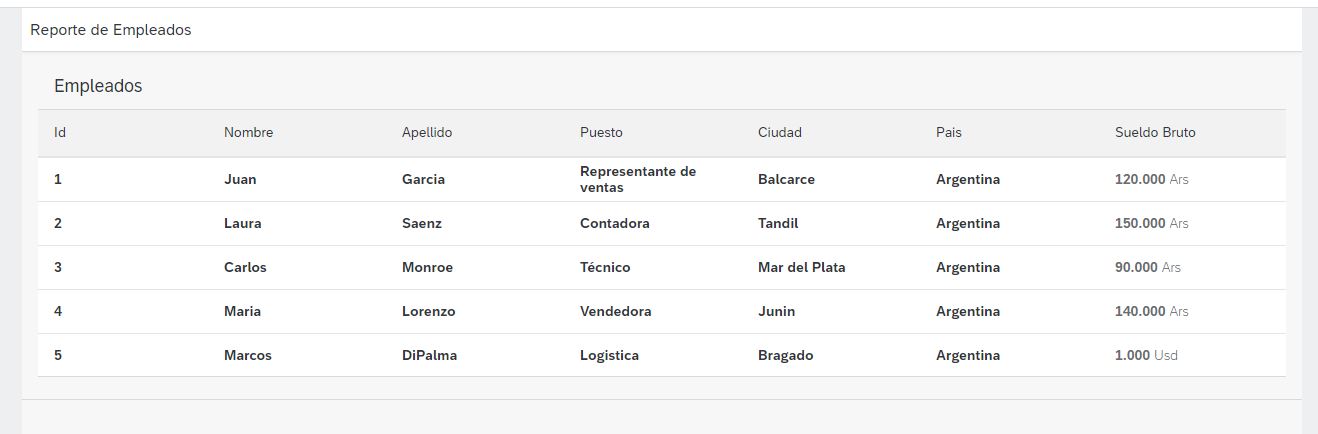 Reporte de Empleados
Empleados
Id Nombre Apellido Puesto Ciudad Pais Sueldo Bruto
1 Juan Garcia Representante de ventas Balcarce Argentina 120.000 Ars
2 Laura Saenz Contadora Tandil Argentina 150.000 Ars
3 Carlos Monroe Técnico Mar del Plata Argentina 90.000 Ars
4 Maria Lorenzo Vendedora Junin Argentina 140.000 Ars
5 Marcos DiPalma Logistica Bragado Argentina 1.000 Usd